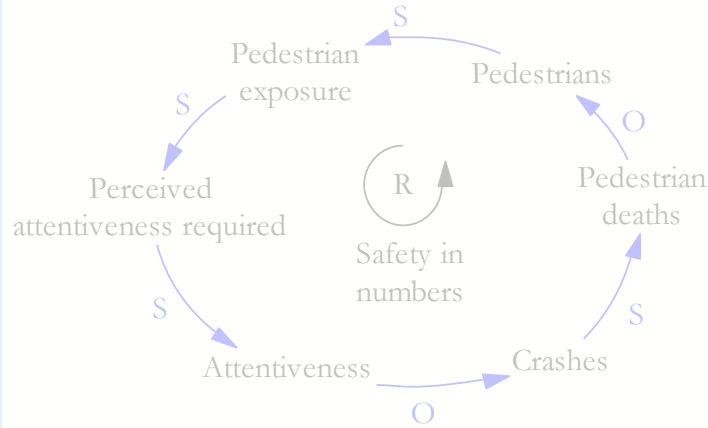 S
Pedestrian
exposure
Pedestrians
S
O
Perceived
attentiveness required
R
Safety in
numbers
Pedestrian
deaths
S
S
Attentiveness
Crashes
O